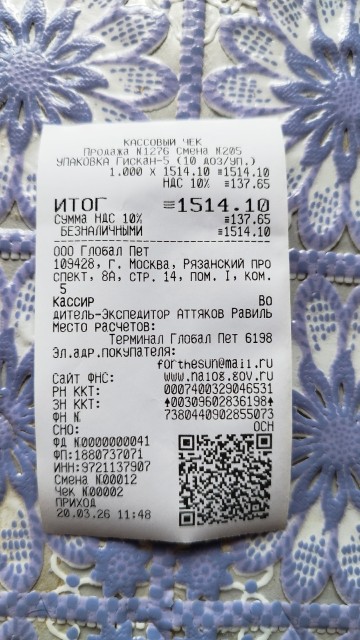 КАССОВЫЙ ЧЕК
Продажа №1276 Смена №205
УПАКОВКА Гискан-5 (10 ДОЗ/УП.)
1.000 x 1514.10 ≡1514.10
НДС 10% ≡137.65
ИТОГ ≡1514.10
СУММА НДС 10% ≡137.65
БЕЗНАЛИЧНЫМИ ≡1514.10
ООО Глобал Пет
109428, Г. Москва, Рязанский про
спект, 8А, стр. 14, пом. I, ком.
5
Кассир Во
дитель-Экспедитор Аттяков Равиль
Место расчетов:
Терминал Глобал Пет 6198
Эл.адр.покупателя:
forthesun@mail.ru
Сайт ФНС: www.nalog.gov.ru
РН ККТ: 0007400329046531
ЗН ККТ: ↑00309602836198↑
ФН № 7380440902855073
СНО: ОСН
ФД №0000000041
ФП:1880737071
ИНН:9721137907
Смена №00012
Чек №00002
ПРИХОД
20.03.26 11:48